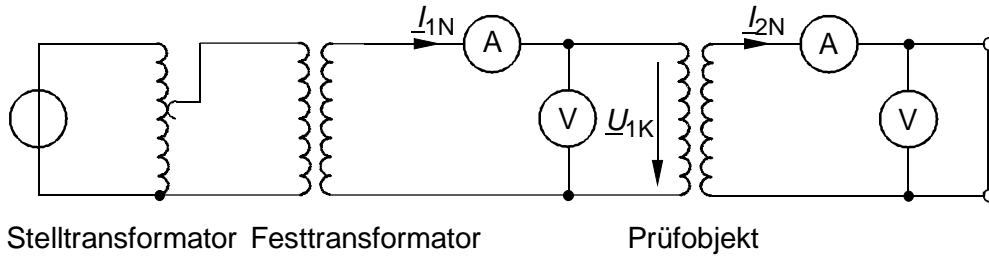 I1N
A
V
U1K
I2N
A
V
Stelltransformator Festtransformator Prüfobjekt